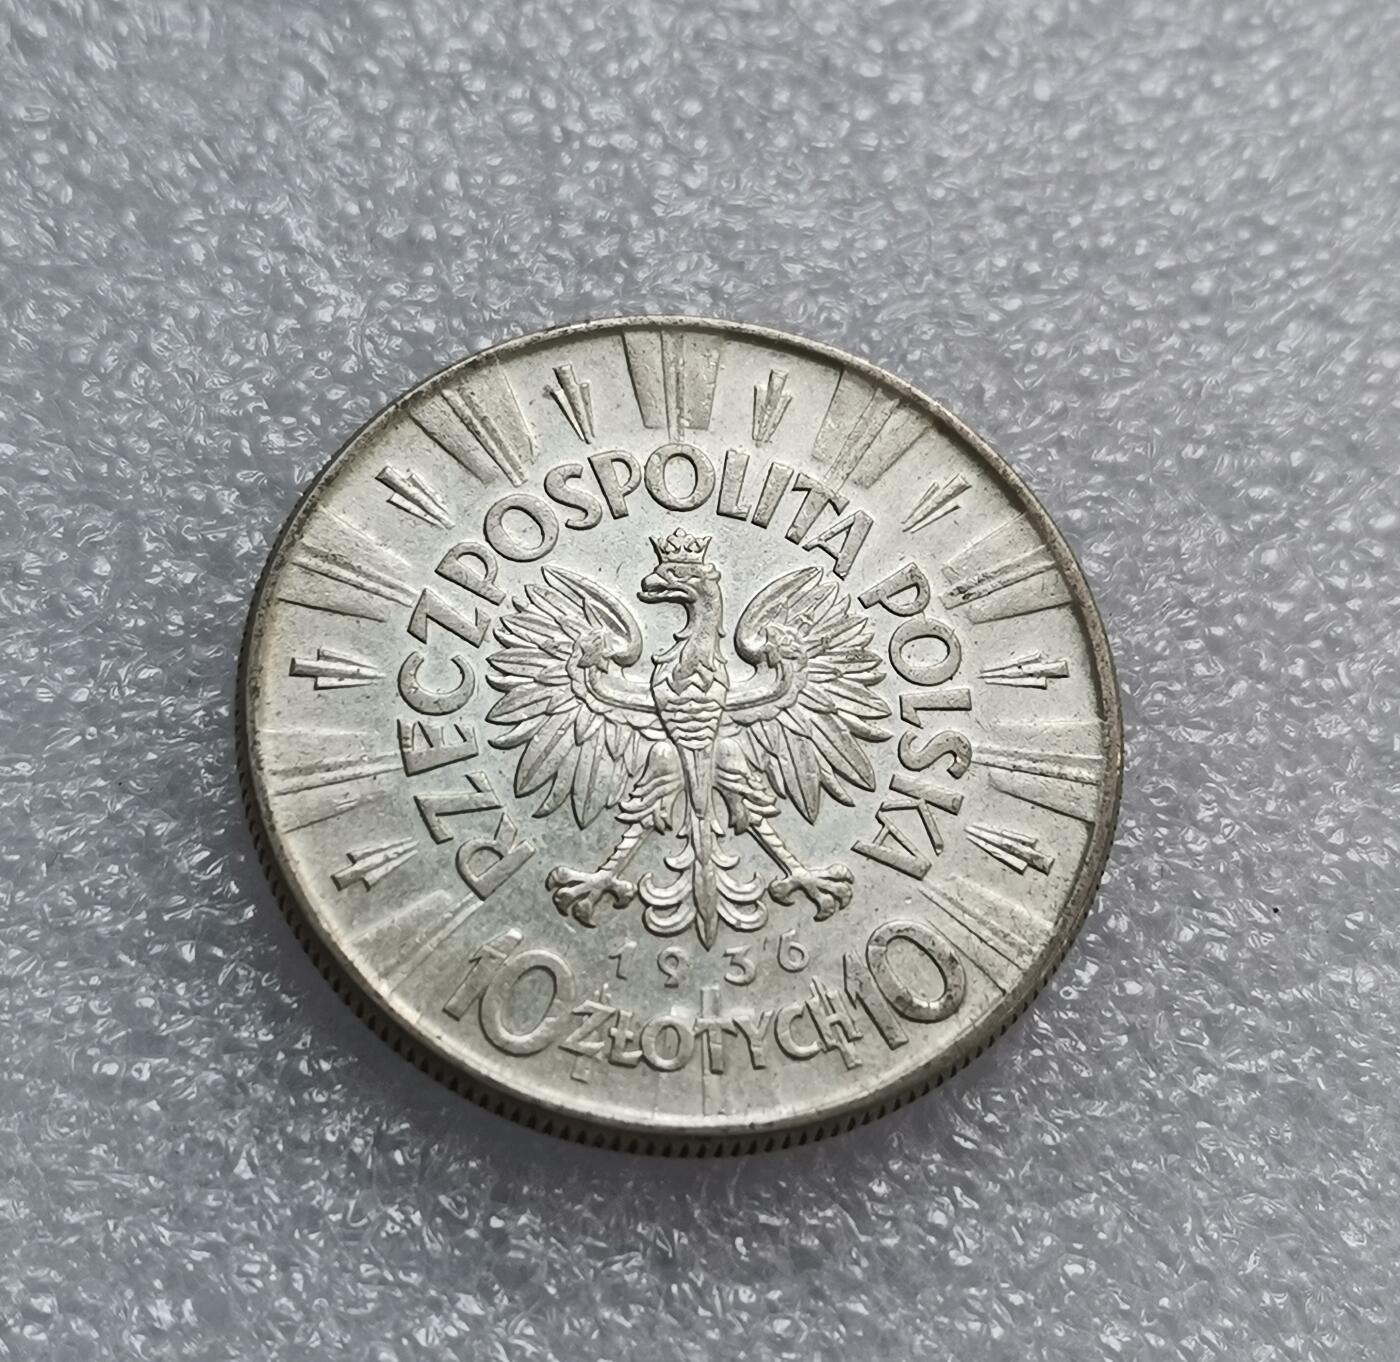 RZECZPOSPOLITA POLSKA
1936
10 ZŁOTYCH 10